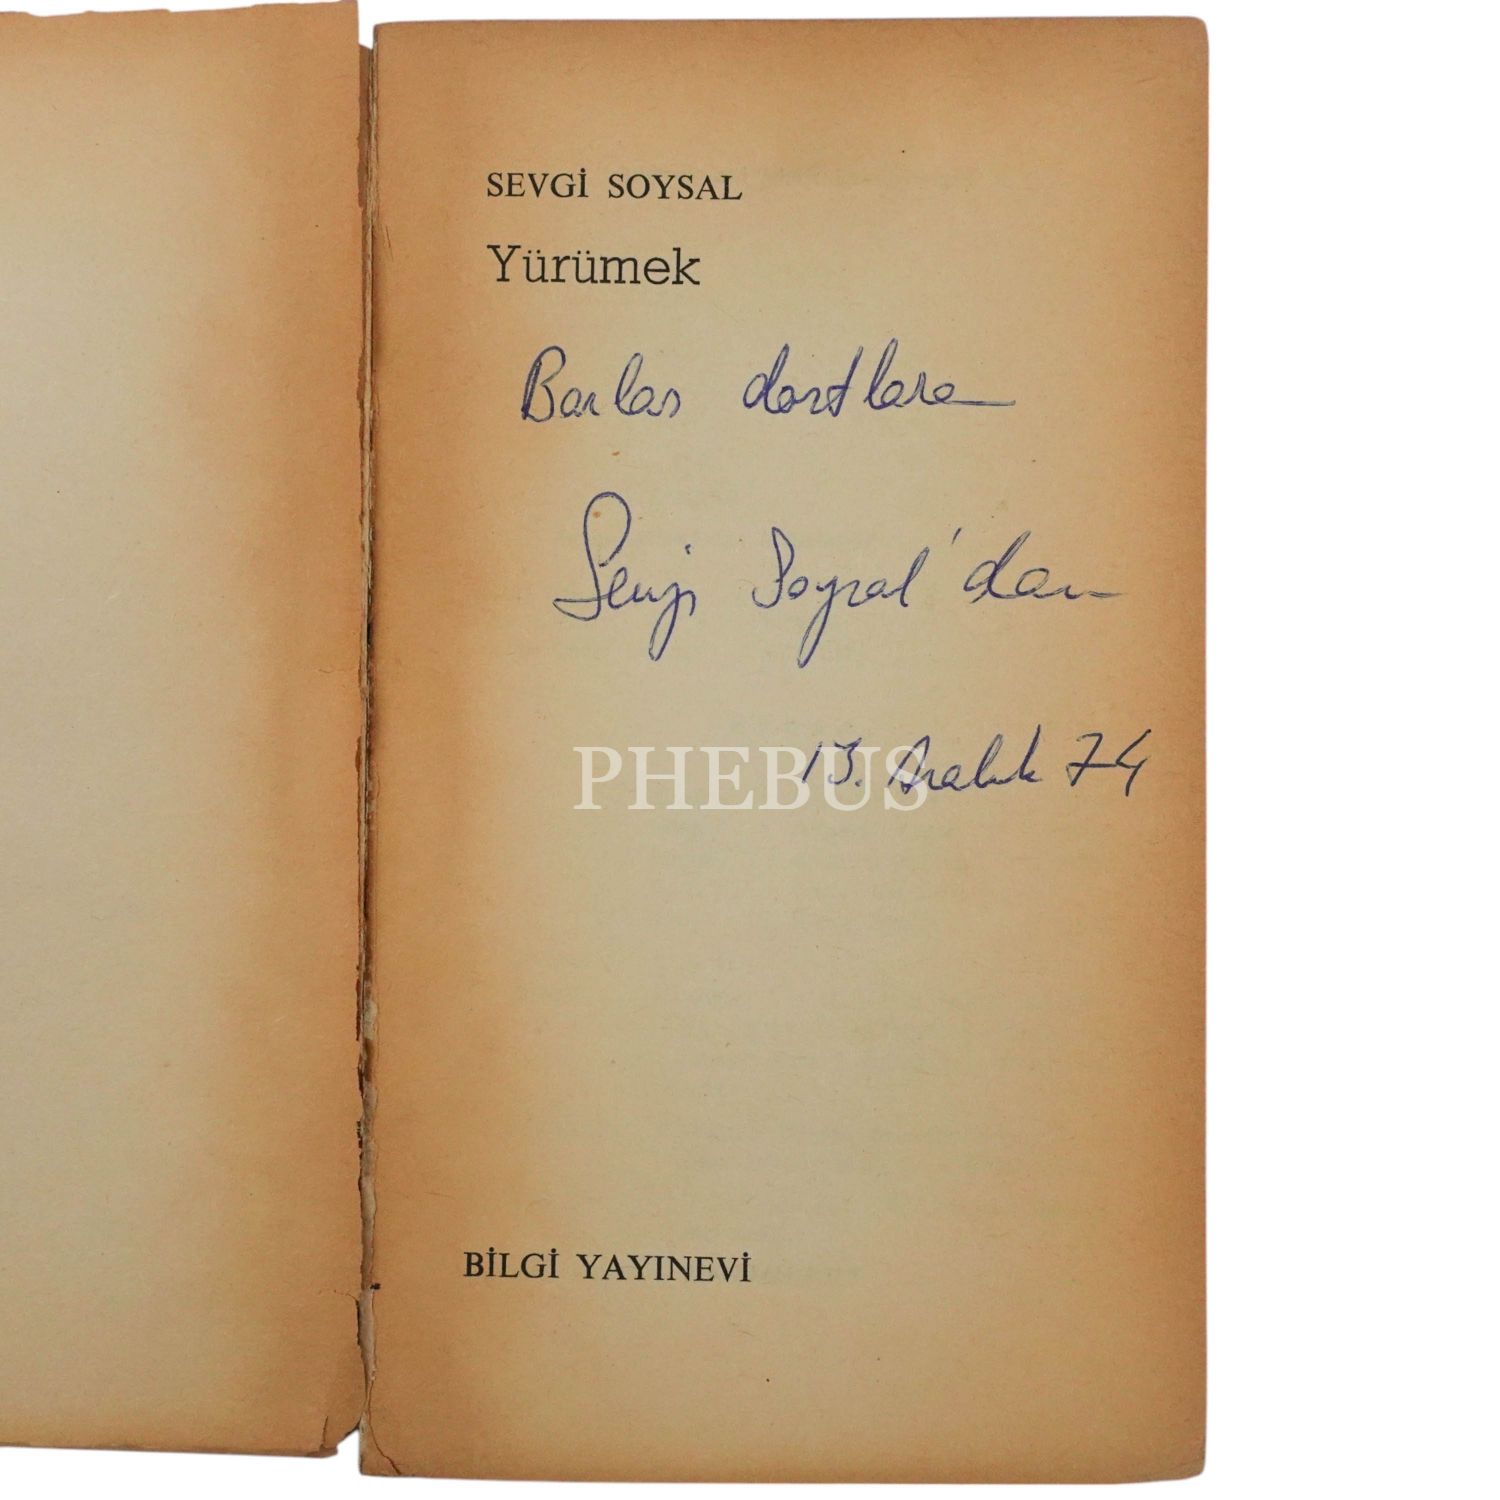 SEVGİ SOYSAL
Yürümek
Barlas dostlara
Sevgi Soysal'dan
13. Aralık 74
PHEBUS
BİLGİ YAYINEVİ